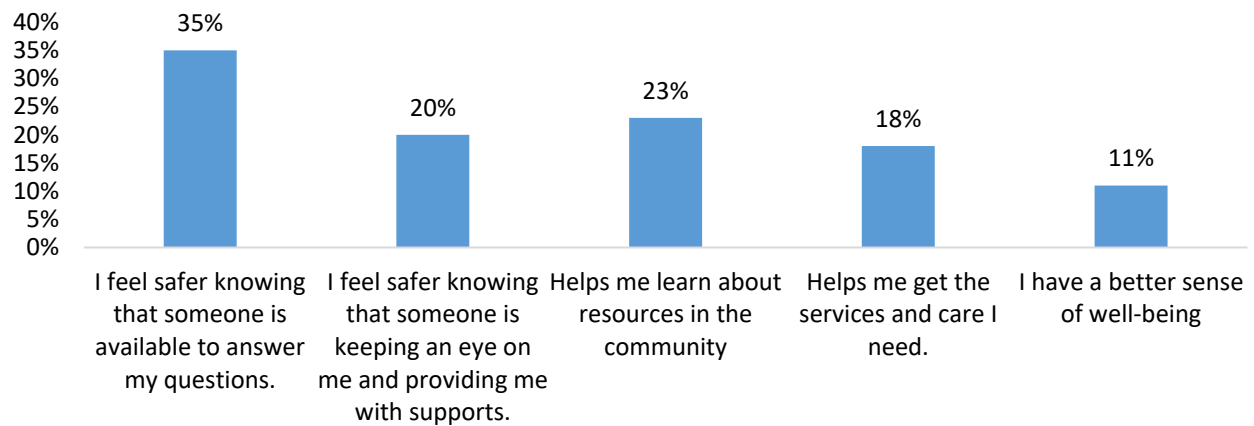 40%
35%
30%
25%
20%
15%
10%
5%
0%
35%
20%
23%
18%
11%
I feel safer knowing
that someone is
available to answer
my questions.
I feel safer knowing
that someone is
keeping an eye on
me and providing me
with supports.
Helps me learn about
resources in the
community
Helps me get the
services and care I
need.
I have a better sense
of well-being